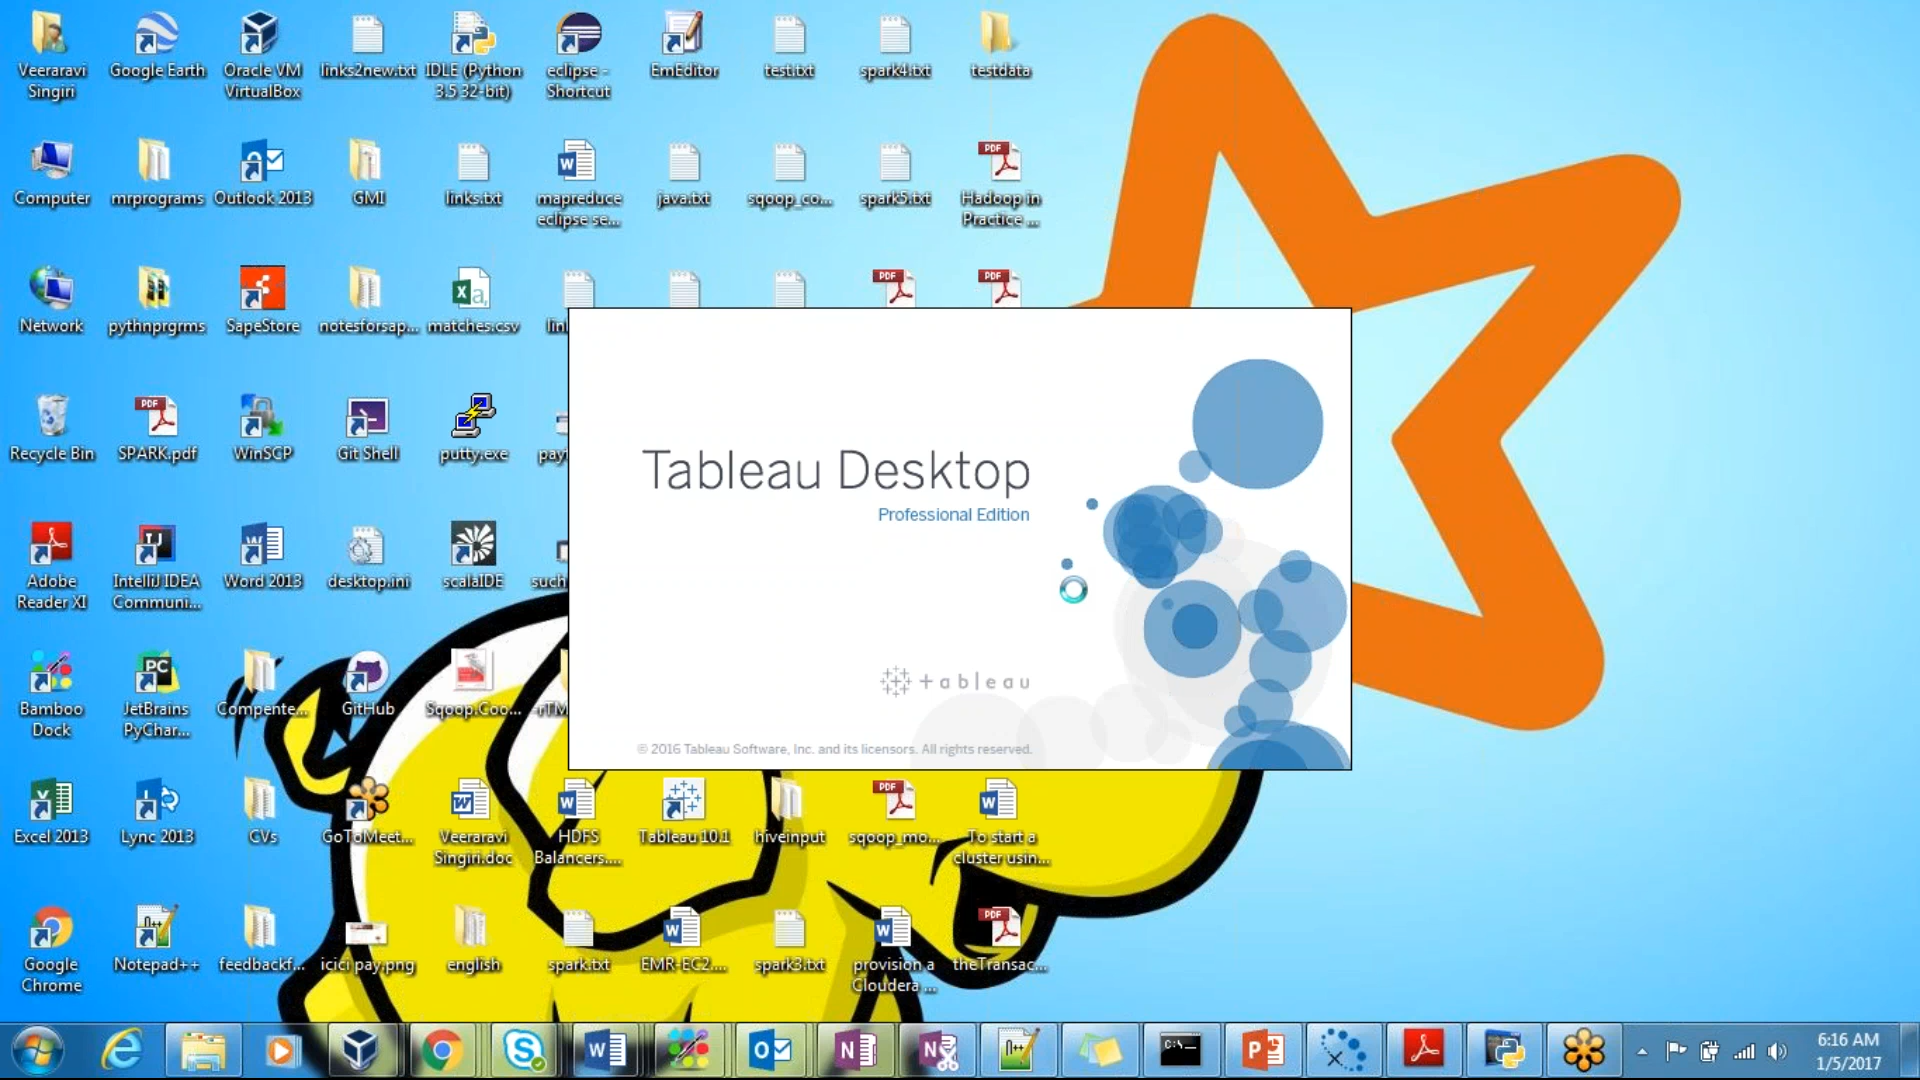 Veeraravi
Singiri
Google Earth
Oracle VM
VirtualBox
links2new.txt
IDLE (Python
3.5 32-bit)
eclipse -
Shortcut
EmEditor
test.txt
spark4.txt
testdata
Computer
mrprograms
Outlook 2013
GMI
links.txt
mapreduce
eclipse se...
java.txt
sqoop_co...
spark5.txt
Hadoop in
Practice ...
Network
pythnprgrms
SapeStore
notesforsap...
matches.csv
Recycle Bin
SPARK.pdf
WinSCP
Git Shell
putty.exe
Tableau Desktop
Professional Edition
Adobe
Reader XI
IntelliJ IDEA
Communi...
Word 2013
desktop.ini
scalaIDE
such
Bamboo
Dock
JetBrains
PyChar...
Compente...
GitHub
Sqoop.Coo...
+ableau
© 2016 Tableau Software, Inc. and its licensors. All rights reserved.
Excel 2013
Lync 2013
CVs
GoToMeet...
Veeraravi
Singiri.doc
HDFS
Balancers....
Tableau 10.1
hiveinput
sqoop_mo...
To start a
cluster usin...
Google
Chrome
Notepad++
feedbackf...
icici pay.png
english
spark.txt
EMR-EC2....
spark3.txt
provision a
Cloudera ...
theTransac...
6:16 AM
1/5/2017